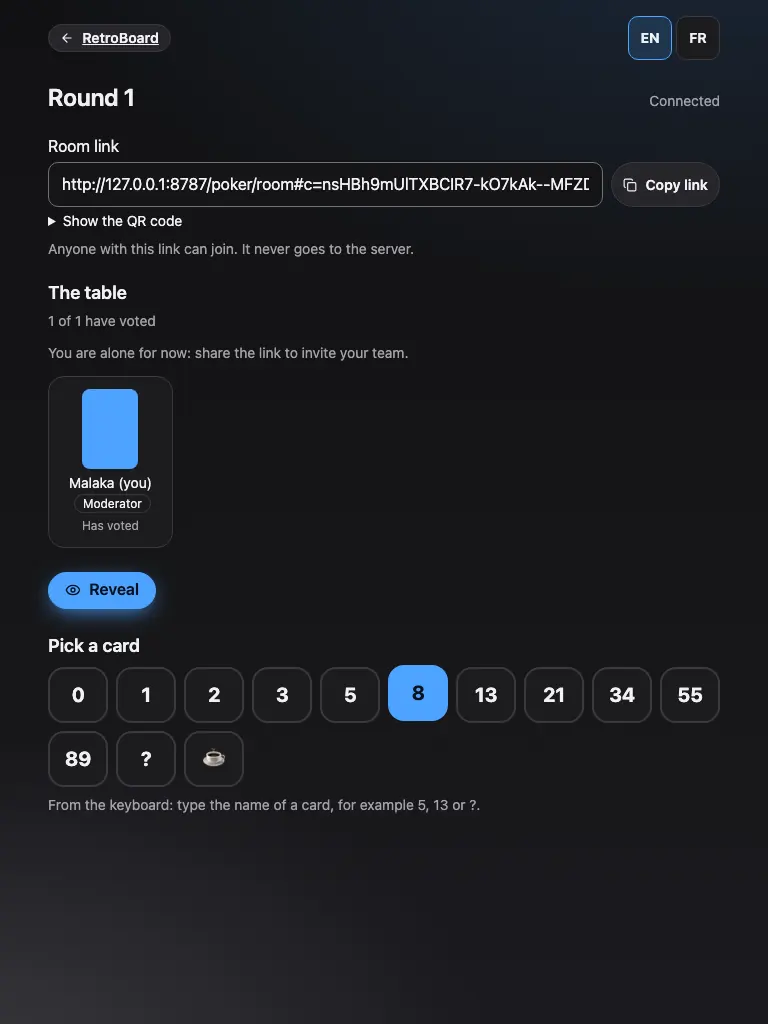 RetroBoard
EN FR
Round 1
Connected
Room link
http://127.0.0.1:8787/poker/room#c=nsHBh9mUlTXBClR7-kO7kAk--MFZD
Copy link
Show the QR code
Anyone with this link can join. It never goes to the server.
The table
1 of 1 have voted
You are alone for now: share the link to invite your team.
Malaka (you)
Moderator
Has voted
Reveal
Pick a card
0 1 2 3 5 8 13 21 34 55
89 ?
From the keyboard: type the name of a card, for example 5, 13 or ?.